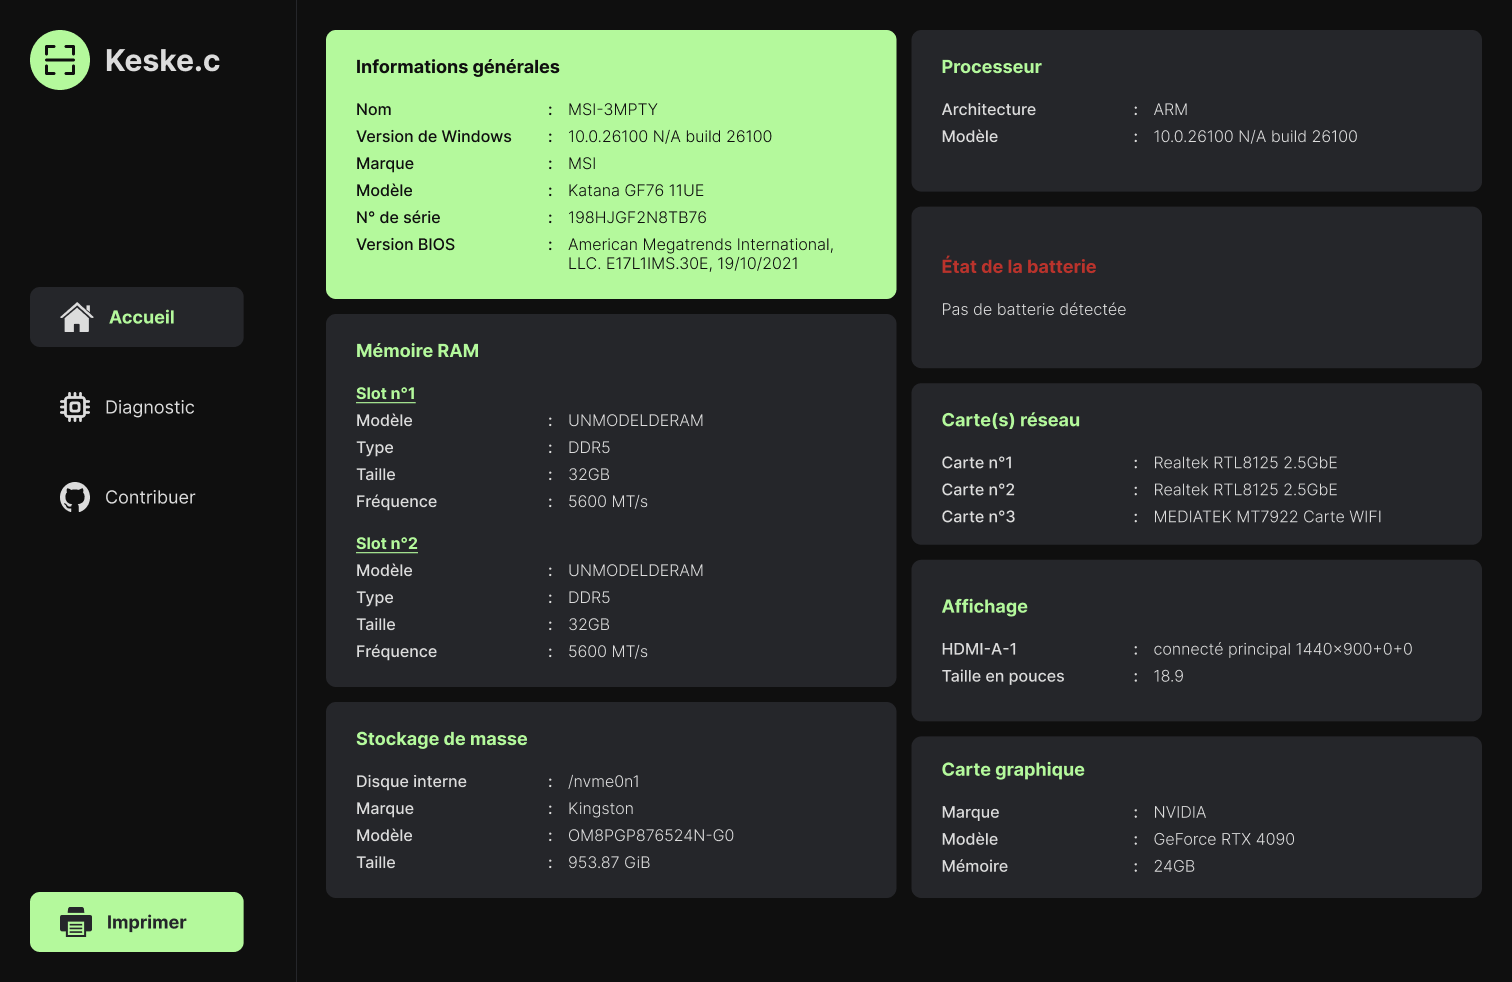 Keske.c
Accueil
Diagnostic
Contribuer
Imprimer
Informations générales
Nom : MSI-3MPTY
Version de Windows : 10.0.26100 N/A build 26100
Marque : MSI
Modèle : Katana GF76 11UE
N° de série : 198HJGF2N8TB76
Version BIOS : American Megatrends International,
LLC. E17L1IMS.30E, 19/10/2021
Mémoire RAM
Slot n°1
Modèle : UNMODELDERAM
Type : DDR5
Taille : 32GB
Fréquence : 5600 MT/s
Slot n°2
Modèle : UNMODELDERAM
Type : DDR5
Taille : 32GB
Fréquence : 5600 MT/s
Stockage de masse
Disque interne : /nvme0n1
Marque : Kingston
Modèle : OM8PGP876524N-G0
Taille : 953.87 GiB
Processeur
Architecture : ARM
Modèle : 10.0.26100 N/A build 26100
État de la batterie
Pas de batterie détectée
Carte(s) réseau
Carte n°1 : Realtek RTL8125 2.5GbE
Carte n°2 : Realtek RTL8125 2.5GbE
Carte n°3 : MEDIATEK MT7922 Carte WIFI
Affichage
HDMI-A-1 : connecté principal 1440x900+0+0
Taille en pouces : 18.9
Carte graphique
Marque : NVIDIA
Modèle : GeForce RTX 4090
Mémoire : 24GB